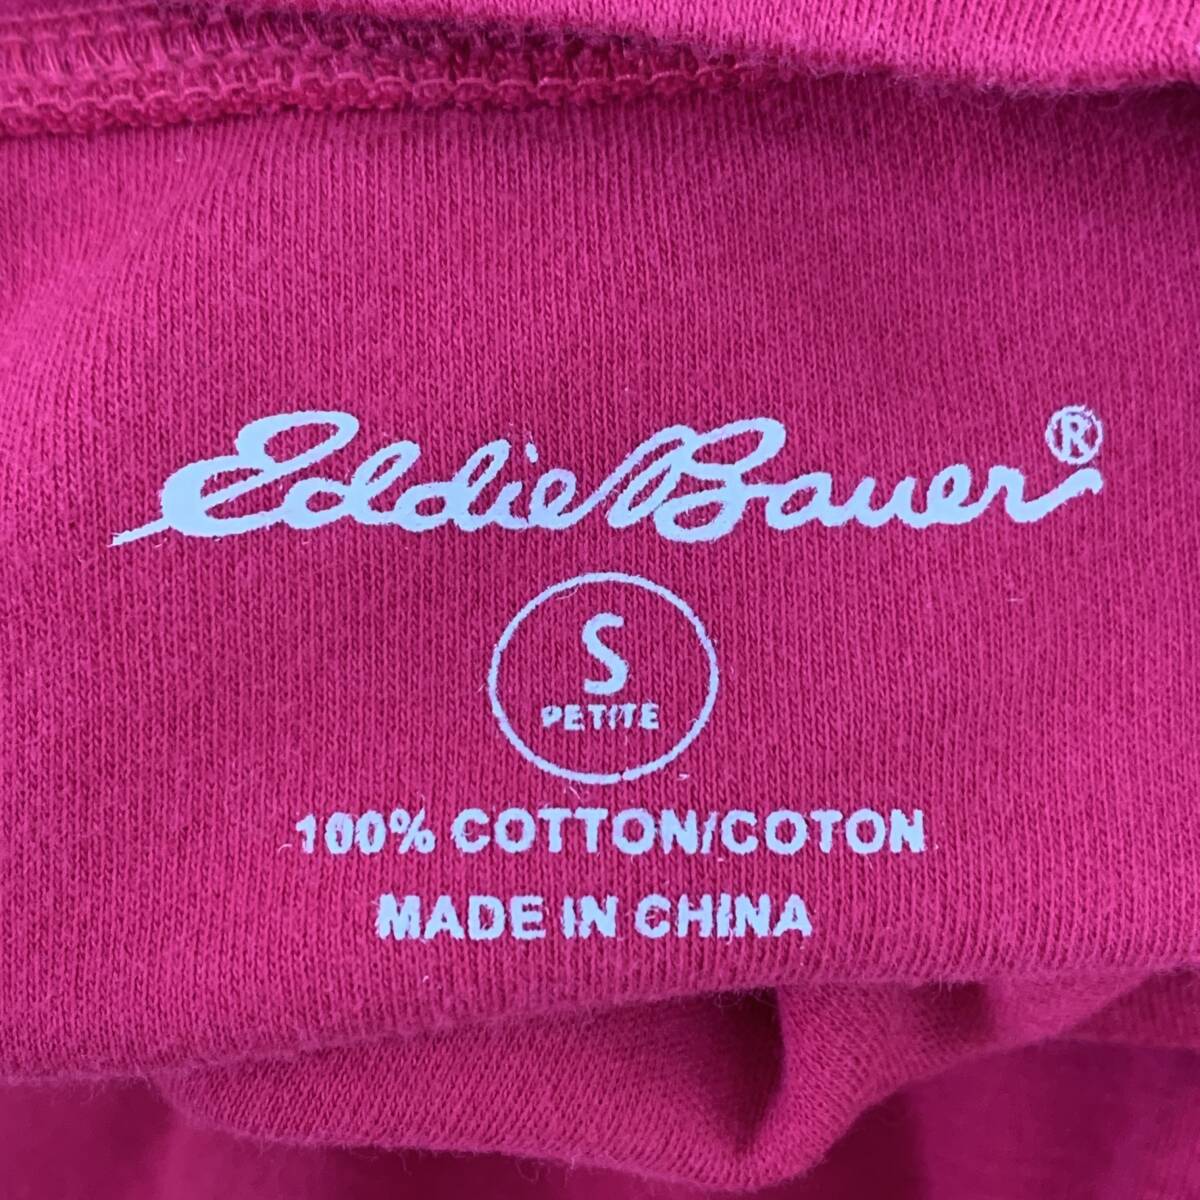 Eddie Bauer®
S
PETITE
100% COTTON/COTON
MADE IN CHINA